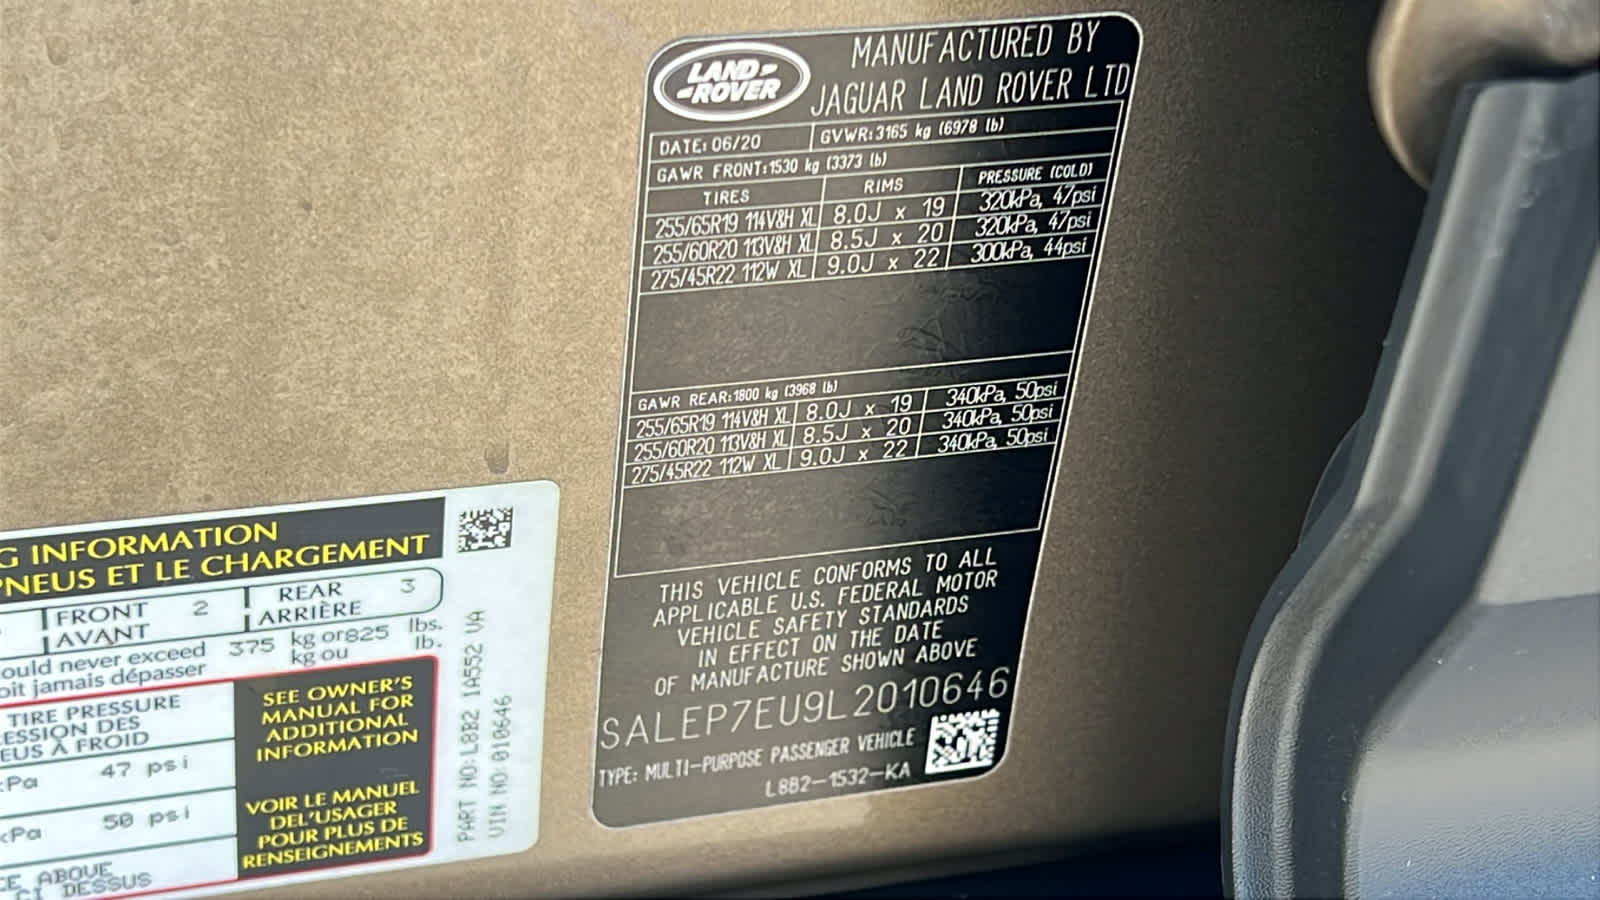 LAND ROVER
MANUFACTURED BY
JAGUAR LAND ROVER LTD
DATE: 06/20 GVWR: 3165 kg (6978 lb)
GAWR FRONT: 1530 kg (3373 lb)
TIRES RIMS PRESSURE (COLD)
255/65R19 114V&H XL 8.0J x 19 320kPa, 47psi
255/60R20 113V&H XL 8.5J x 20 320kPa, 47psi
275/45R22 112W XL 9.0J x 22 300kPa, 44psi
GAWR REAR: 1800 kg (3968 lb)
255/65R19 114V&H XL 8.0J x 19 340kPa, 50psi
255/60R20 113V&H XL 8.5J x 20 340kPa, 50psi
275/45R22 112W XL 9.0J x 22 340kPa, 50psi
THIS VEHICLE CONFORMS TO ALL
APPLICABLE U.S. FEDERAL MOTOR
VEHICLE SAFETY STANDARDS
IN EFFECT ON THE DATE
OF MANUFACTURE SHOWN ABOVE
SALEP7EU9L2010646
TYPE: MULTI-PURPOSE PASSENGER VEHICLE
L8B2-1532-KA
G INFORMATION
PNEUS ET LE CHARGEMENT
FRONT 2 REAR 3
AVANT ARRIÈRE
ould never exceed 375 kg or 825 lbs.
oit jamais dépasser kg ou lb.
TIRE PRESSURE
ESSION DES
EUS À FROID
kPa 47 psi
kPa 50 psi
CE ABOVE
CI DESSUS
SEE OWNER'S
MANUAL FOR
ADDITIONAL
INFORMATION
VOIR LE MANUEL
DEL'USAGER
POUR PLUS DE
RENSEIGNEMENTS
PART NO: L8B2 1A552 VA
VIN NO: 010646